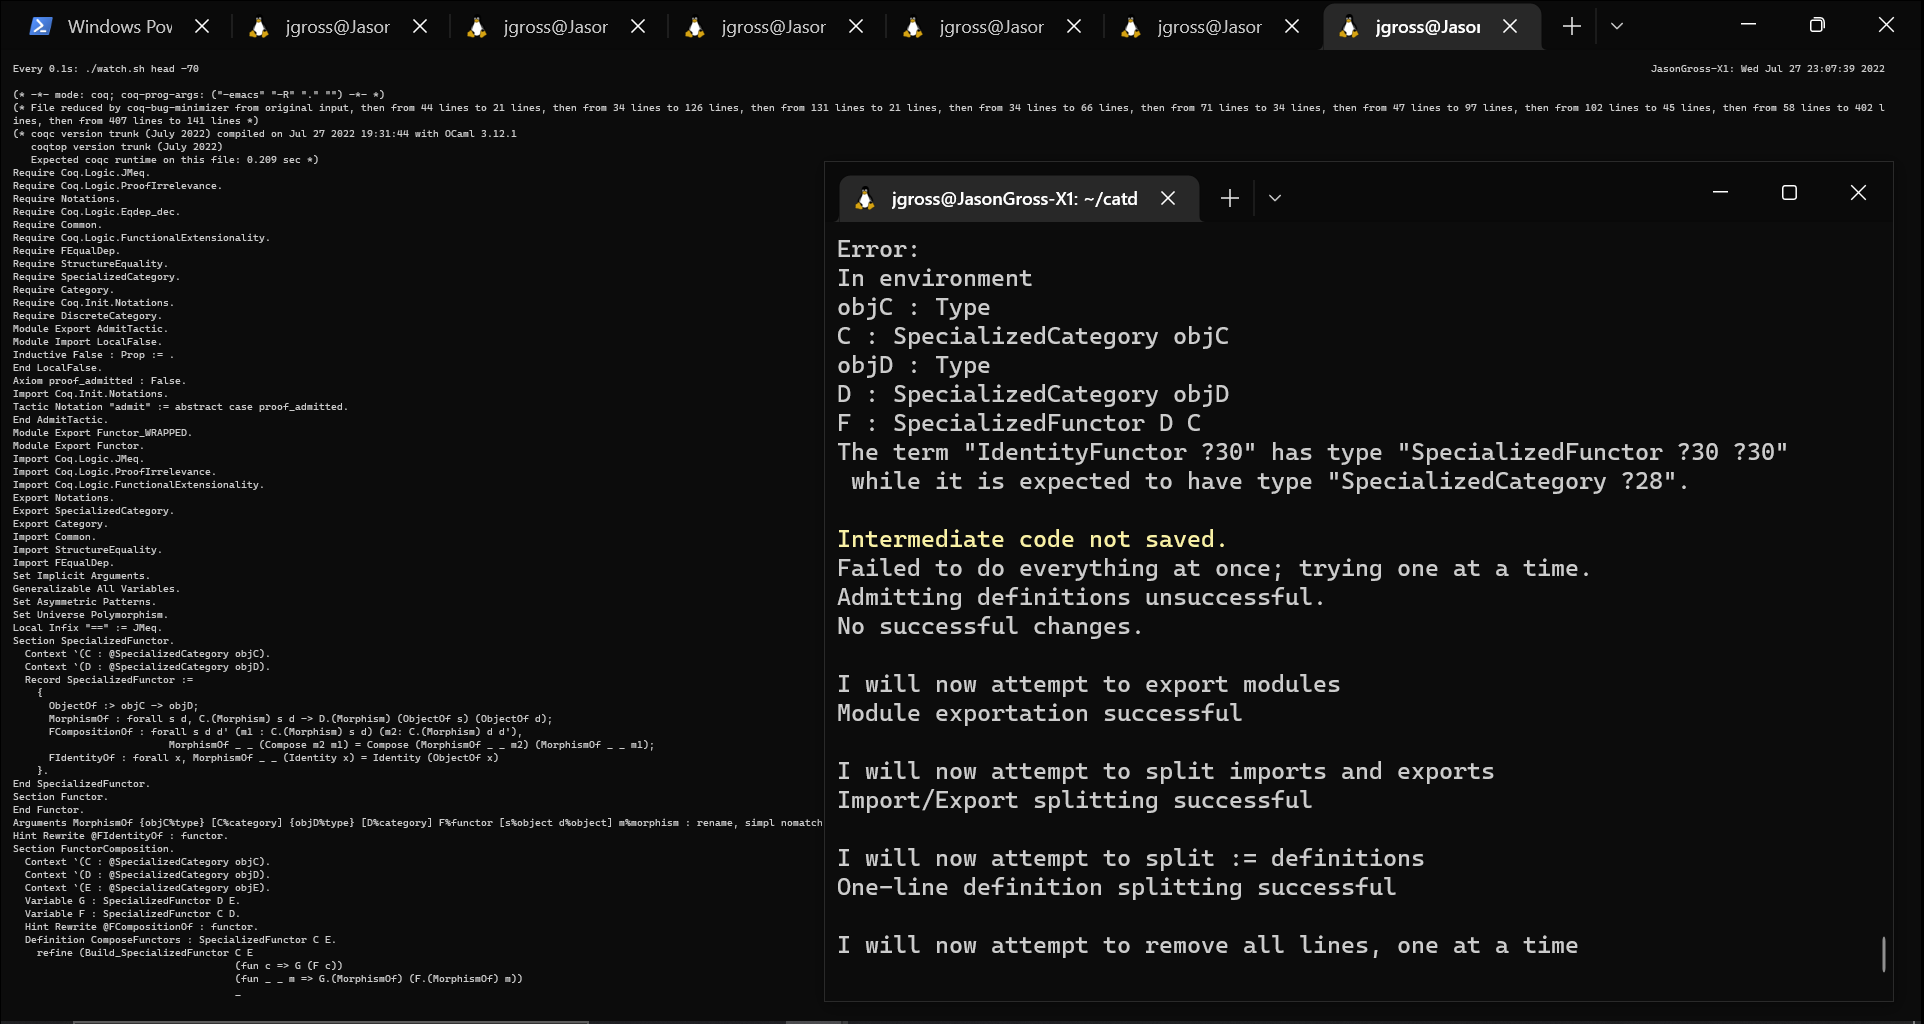 Windows Pow
jgross@Jason
jgross@Jason
jgross@Jason
jgross@Jason
jgross@Jason
jgross@Jason
Every 0.1s: ./watch.sh head -70
JasonGross-X1: Wed Jul 27 23:07:39 2022
(* -*- mode: coq; coq-prog-args: ("-emacs" "-R" "." "") -*- *)
(* File reduced by coq-bug-minimizer from original input, then from 44 lines to 21 lines, then from 34 lines to 126 lines, then from 131 lines to 21 lines, then from 34 lines to 66 lines, then from 71 lines to 34 lines, then from 47 lines to 97 lines, then from 102 lines to 45 lines, then from 58 lines to 402 l
ines, then from 407 lines to 141 lines *)
(* coqc version trunk (July 2022) compiled on Jul 27 2022 19:31:44 with OCaml 3.12.1
coqtop version trunk (July 2022)
Expected coqc runtime on this file: 0.209 sec *)
Require Coq.Logic.JMeq.
Require Coq.Logic.ProofIrrelevance.
Require Notations.
Require Coq.Logic.Eqdep_dec.
Require Common.
Require Coq.Logic.FunctionalExtensionality.
Require FEqualDep.
Require StructureEquality.
Require SpecializedCategory.
Require Category.
Require Coq.Init.Notations.
Require DiscreteCategory.
Module Export AdmitTactic.
Module Import LocalFalse.
Inductive False : Prop := .
End LocalFalse.
Axiom proof_admitted : False.
Import Coq.Init.Notations.
Tactic Notation "admit" := abstract case proof_admitted.
End AdmitTactic.
Module Export Functor_WRAPPED.
Module Export Functor.
Import Coq.Logic.JMeq.
Import Coq.Logic.ProofIrrelevance.
Import Coq.Logic.FunctionalExtensionality.
Export Notations.
Export SpecializedCategory.
Export Category.
Import Common.
Import StructureEquality.
Import FEqualDep.
Set Implicit Arguments.
Generalizable All Variables.
Set Asymmetric Patterns.
Set Universe Polymorphism.
Local Infix "==" := JMeq.
Section SpecializedFunctor.
Context `(C : @SpecializedCategory objC).
Context `(D : @SpecializedCategory objD).
Record SpecializedFunctor :=
{
ObjectOf :> objC -> objD;
MorphismOf : forall s d, C.(Morphism) s d -> D.(Morphism) (ObjectOf s) (ObjectOf d);
FCompositionOf : forall s d d' (m1 : C.(Morphism) s d) (m2: C.(Morphism) d d'),
MorphismOf _ _ (Compose m2 m1) = Compose (MorphismOf _ _ m2) (MorphismOf _ _ m1);
FIdentityOf : forall x, MorphismOf _ _ (Identity x) = Identity (ObjectOf x)
}.
End SpecializedFunctor.
Section Functor.
End Functor.
Arguments MorphismOf {objC%type} [C%category] {objD%type} [D%category] F%functor [s%object d%object] m%morphism : rename, simpl nomatch
Hint Rewrite @FIdentityOf : functor.
Section FunctorComposition.
Context `(C : @SpecializedCategory objC).
Context `(D : @SpecializedCategory objD).
Context `(E : @SpecializedCategory objE).
Variable G : SpecializedFunctor D E.
Variable F : SpecializedFunctor C D.
Hint Rewrite @FCompositionOf : functor.
Definition ComposeFunctors : SpecializedFunctor C E.
refine (Build_SpecializedFunctor C E
(fun c => G (F c))
(fun _ _ m => G.(MorphismOf) (F.(MorphismOf) m))
_
jgross@JasonGross-X1: ~/catd
Error:
In environment
objC : Type
C : SpecializedCategory objC
objD : Type
D : SpecializedCategory objD
F : SpecializedFunctor D C
The term "IdentityFunctor ?30" has type "SpecializedFunctor ?30 ?30"
while it is expected to have type "SpecializedCategory ?28".
Intermediate code not saved.
Failed to do everything at once; trying one at a time.
Admitting definitions unsuccessful.
No successful changes.
I will now attempt to export modules
Module exportation successful
I will now attempt to split imports and exports
Import/Export splitting successful
I will now attempt to split := definitions
One-line definition splitting successful
I will now attempt to remove all lines, one at a time